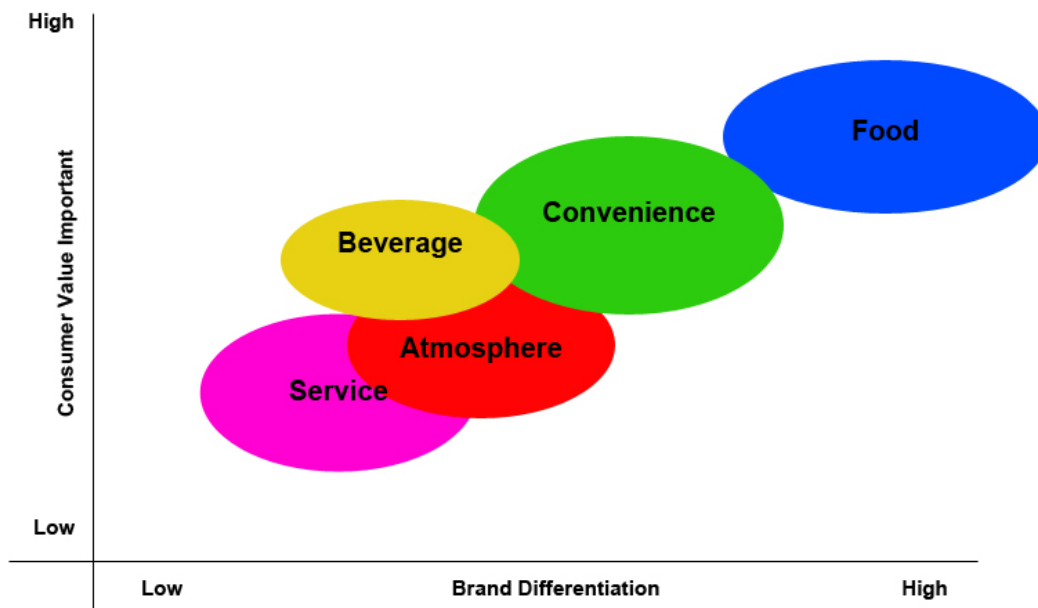 High
Food
Convenience
Beverage
Consumer Value Important
Atmosphere
Service
Low
Low
Brand Differentiation
High